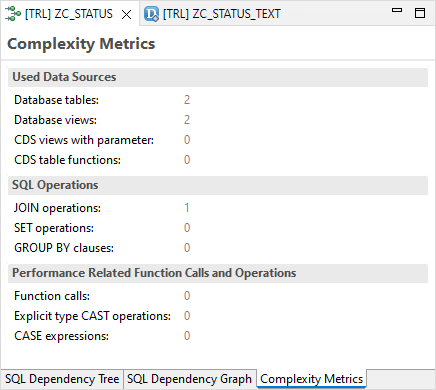 [TRL] ZC_STATUS [TRL] ZC_STATUS_TEXT
Complexity Metrics
Used Data Sources
Database tables: 2
Database views: 2
CDS views with parameter: 0
CDS table functions: 0
SQL Operations
JOIN operations: 1
SET operations: 0
GROUP BY clauses: 0
Performance Related Function Calls and Operations
Function calls: 0
Explicit type CAST operations: 0
CASE expressions: 0
SQL Dependency Tree SQL Dependency Graph Complexity Metrics